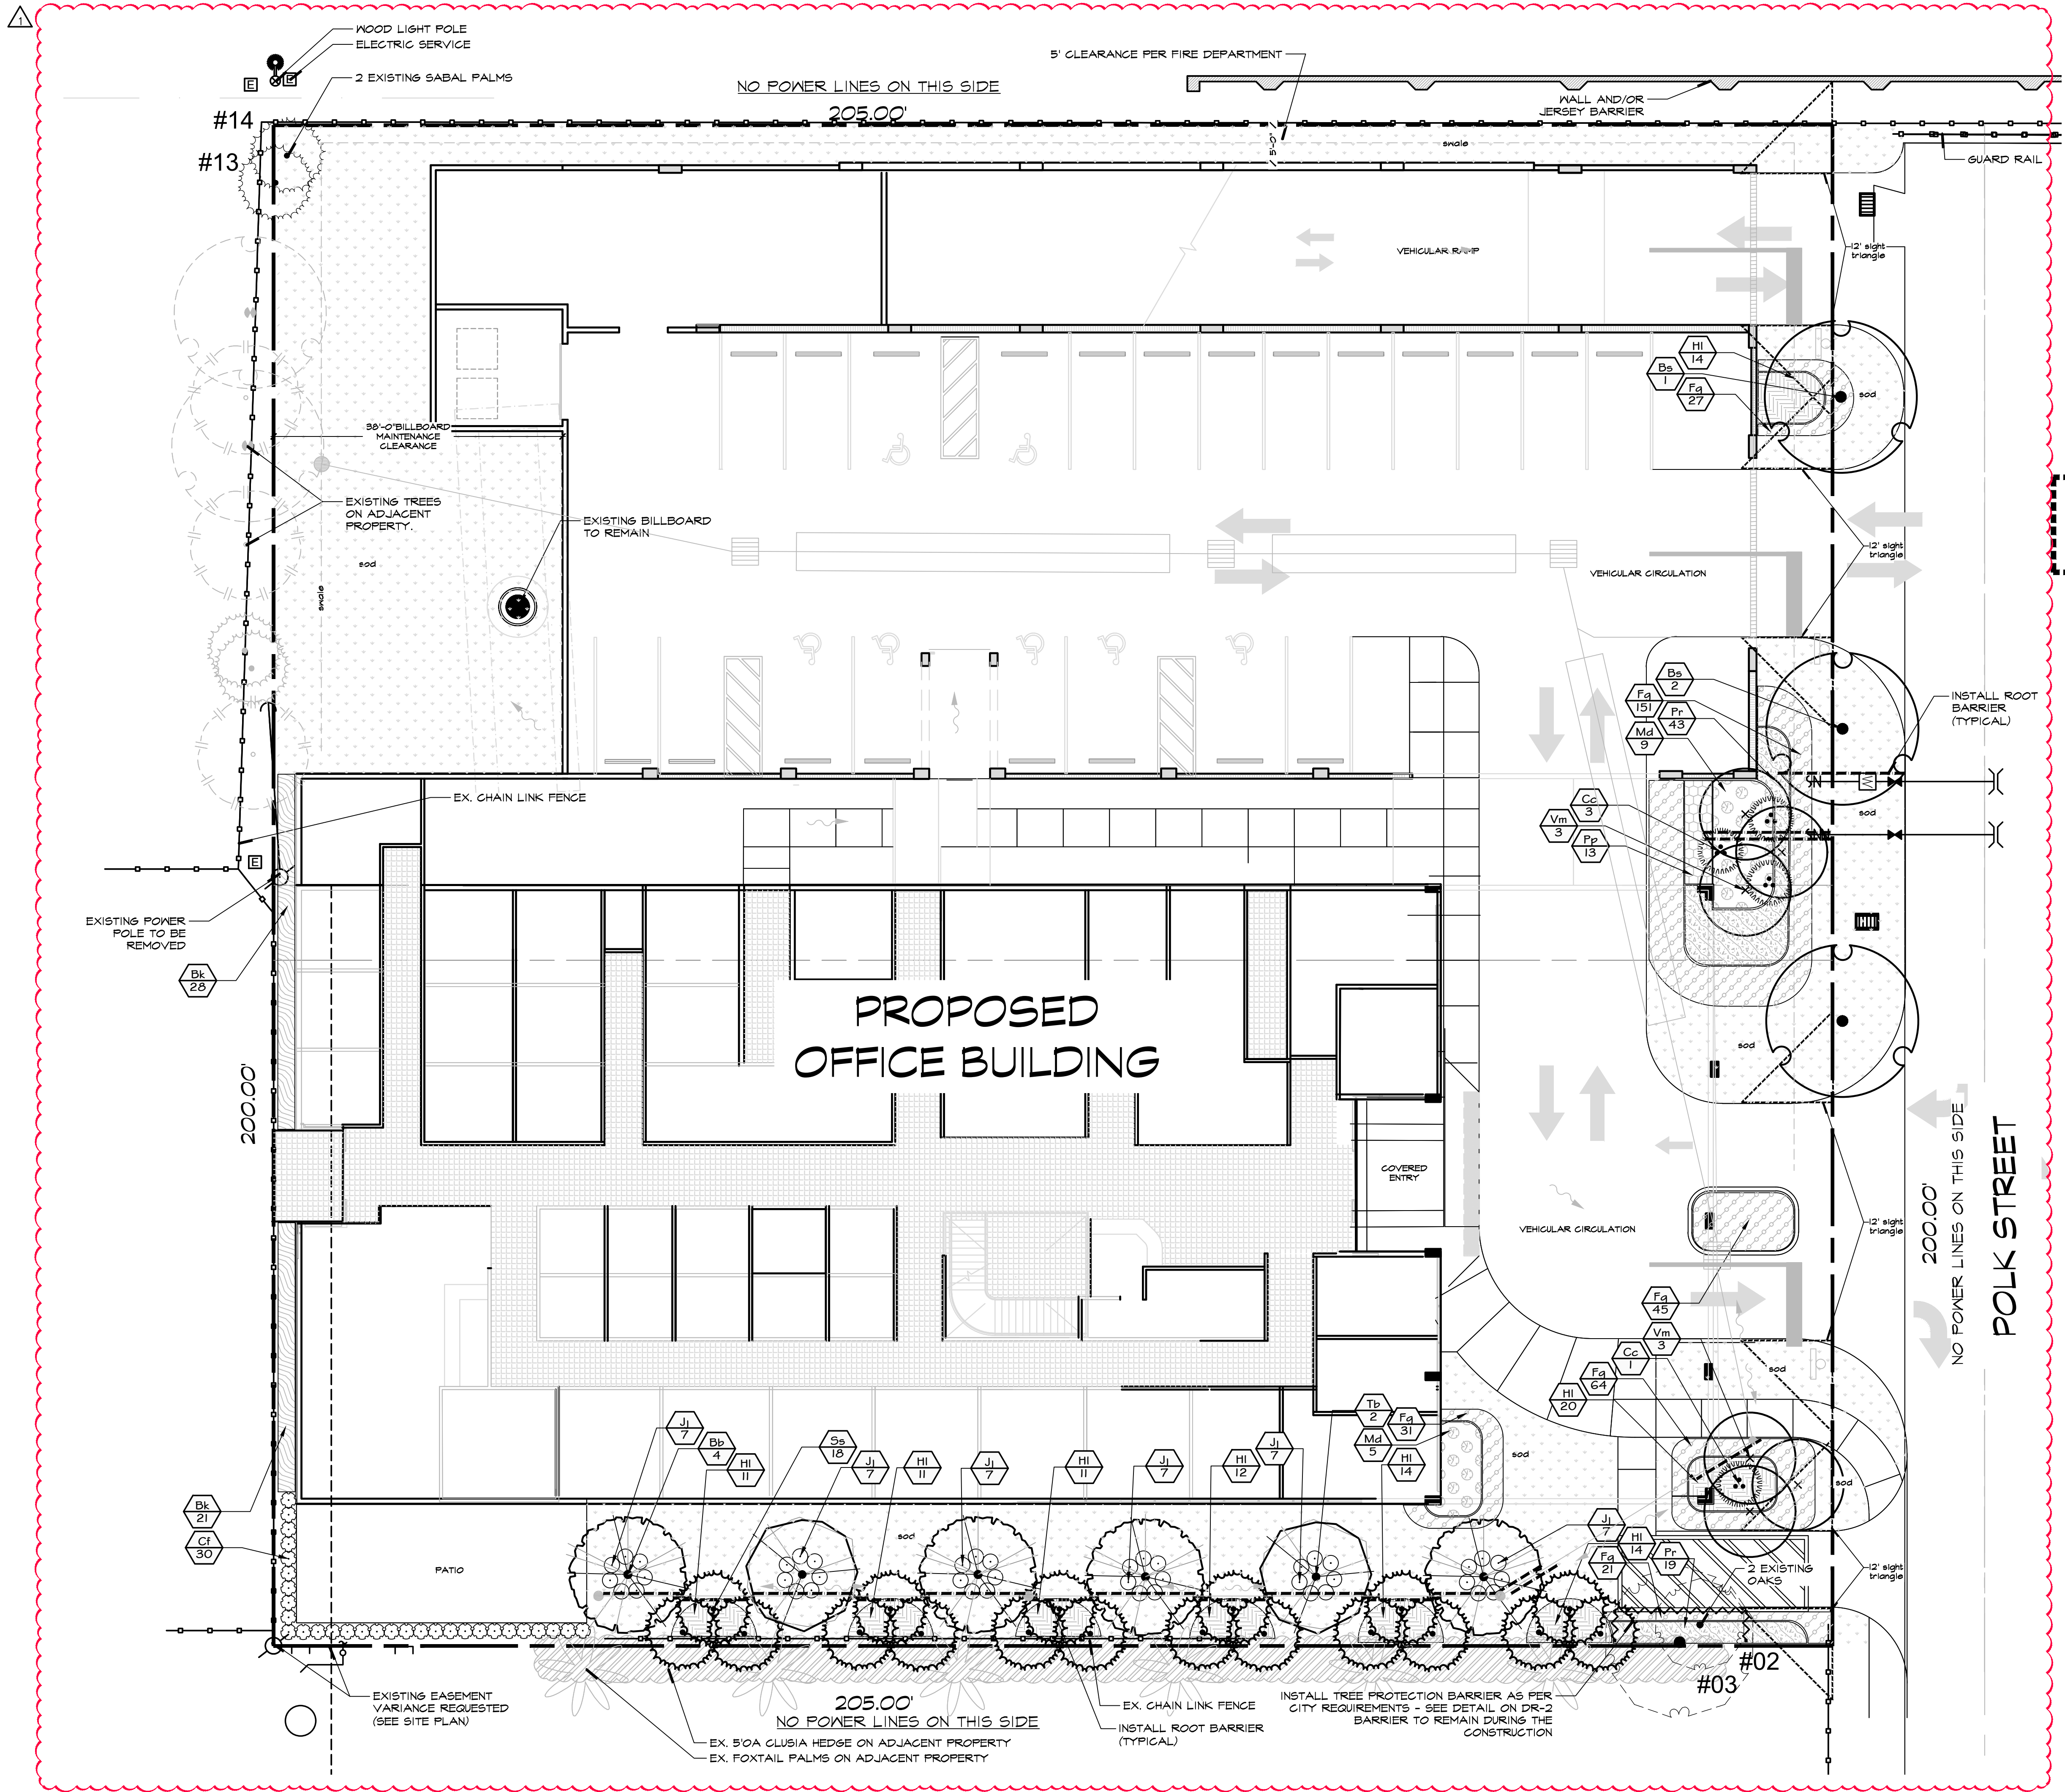 1
WOOD LIGHT POLE
ELECTRIC SERVICE
E
E
2 EXISTING SABAL PALMS
NO POWER LINES ON THIS SIDE
205.00'
5' CLEARANCE PER FIRE DEPARTMENT
WALL AND/OR
JERSEY BARRIER
#14
#13
5'-0"
swale
GUARD RAIL
VEHICULAR RAMP
12' sight
triangle
Hl
14
Bs
1
Fg
27
sod
38'-0"BILLBOARD
MAINTENANCE
CLEARANCE
EXISTING TREES
ON ADJACENT
PROPERTY.
EXISTING BILLBOARD
TO REMAIN
sod
swale
VEHICULAR CIRCULATION
12' sight
triangle
Bs
2
Fg
151
Pr
43
Md
9
INSTALL ROOT
BARRIER
(TYPICAL)
W
EX. CHAIN LINK FENCE
Cc
3
Vm
3
Pp
13
sod
E
EXISTING POWER
POLE TO BE
REMOVED
Bk
28
PROPOSED
OFFICE BUILDING
sod
200.00'
COVERED
ENTRY
VEHICULAR CIRCULATION
12' sight
triangle
200.00'
NO POWER LINES ON THIS SIDE
POLK STREET
Fg
45
Vm
3
Cc
1
Fg
64
Hl
20
sod
Jj
7
Bb
4
Hl
11
Ss
18
Jj
7
Hl
11
Jj
7
Hl
11
Jj
7
Hl
12
Jj
7
Tb
2
Fg
31
Md
5
Hl
14
sod
sod
Bk
21
Cf
30
PATIO
sod
Jj
7
Hl
14
Fg
21
Pr
19
2 EXISTING
OAKS
12' sight
triangle
#02
#03
EXISTING EASEMENT
VARIANCE REQUESTED
(SEE SITE PLAN)
205.00'
NO POWER LINES ON THIS SIDE
EX. 5'OA CLUSIA HEDGE ON ADJACENT PROPERTY
EX. FOXTAIL PALMS ON ADJACENT PROPERTY
EX. CHAIN LINK FENCE
INSTALL ROOT BARRIER
(TYPICAL)
INSTALL TREE PROTECTION BARRIER AS PER
CITY REQUIREMENTS - SEE DETAIL ON DR-2
BARRIER TO REMAIN DURING THE
CONSTRUCTION